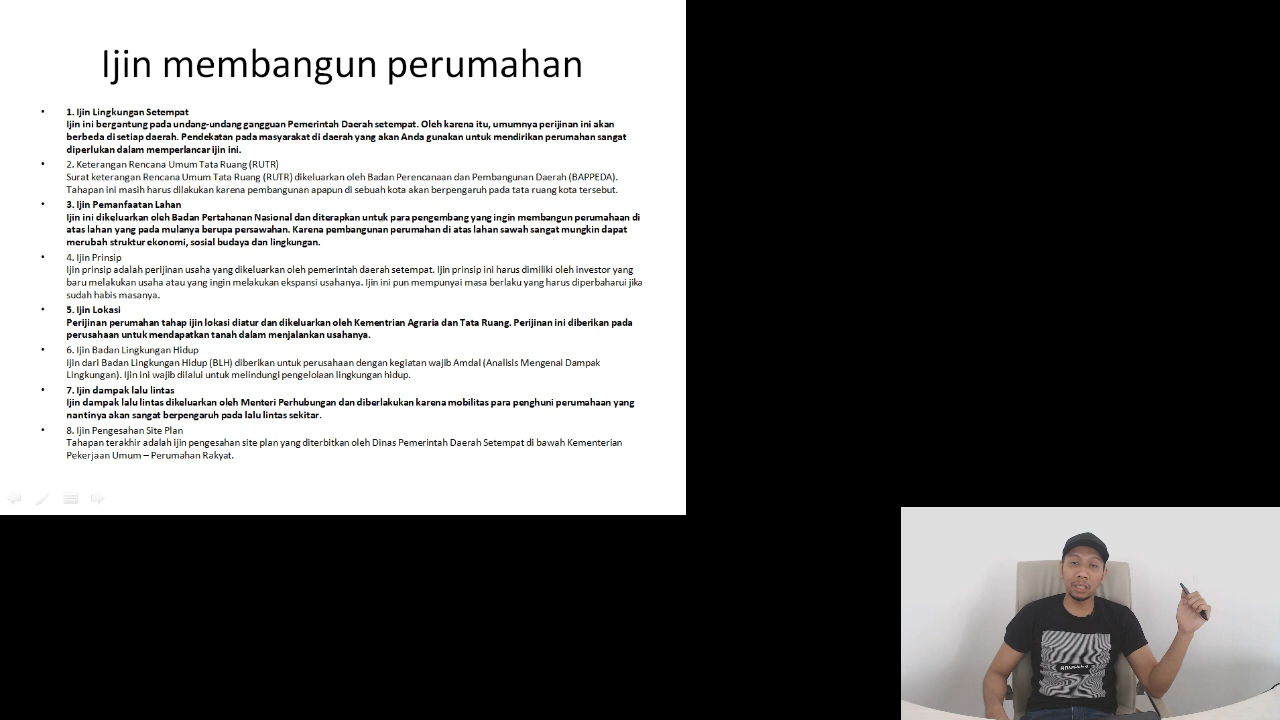 Ijin membangun perumahan
• 1. Ijin Lingkungan Setempat
Ijin ini bergantung pada undang-undang gangguan Pemerintah Daerah setempat. Oleh karena itu, umumnya perijinan ini akan
berbeda di setiap daerah. Pendekatan pada masyarakat di daerah yang akan Anda gunakan untuk mendirikan perumahan sangat
diperlukan dalam memperlancar ijin ini.
• 2. Keterangan Rencana Umum Tata Ruang (RUTR)
Surat keterangan Rencana Umum Tata Ruang (RUTR) dikeluarkan oleh Badan Perencanaan dan Pembangunan Daerah (BAPPEDA).
Tahapan ini masih harus dilakukan karena pembangunan apapun di sebuah kota akan berpengaruh pada tata ruang kota tersebut.
• 3. Ijin Pemanfaatan Lahan
Ijin ini dikeluarkan oleh Badan Pertahanan Nasional dan diterapkan untuk para pengembang yang ingin membangun perumahaan di
atas lahan yang pada mulanya berupa persawahan. Karena pembangunan perumahan di atas lahan sawah sangat mungkin dapat
merubah struktur ekonomi, sosial budaya dan lingkungan.
• 4. Ijin Prinsip
Ijin prinsip adalah perijinan usaha yang dikeluarkan oleh pemerintah daerah setempat. Ijin prinsip ini harus dimiliki oleh investor yang
baru melakukan usaha atau yang ingin melakukan ekspansi usahanya. Ijin ini pun mempunyai masa berlaku yang harus diperbaharui jika
sudah habis masanya.
• 5. Ijin Lokasi
Perijinan perumahan tahap ijin lokasi diatur dan dikeluarkan oleh Kementrian Agraria dan Tata Ruang. Perijinan ini diberikan pada
perusahaan untuk mendapatkan tanah dalam menjalankan usahanya.
• 6. Ijin Badan Lingkungan Hidup
Ijin dari Badan Lingkungan Hidup (BLH) diberikan untuk perusahaan dengan kegiatan wajib Amdal (Analisis Mengenai Dampak
Lingkungan). Ijin ini wajib dilalui untuk melindungi pengelolaan lingkungan hidup.
• 7. Ijin dampak lalu lintas
Ijin dampak lalu lintas dikeluarkan oleh Menteri Perhubungan dan diberlakukan karena mobilitas para penghuni perumahaan yang
nantinya akan sangat berpengaruh pada lalu lintas sekitar.
• 8. Ijin Pengesahan Site Plan
Tahapan terakhir adalah ijin pengesahan site plan yang diterbitkan oleh Dinas Pemerintah Daerah Setempat di bawah Kementerian
Pekerjaan Umum – Perumahan Rakyat.